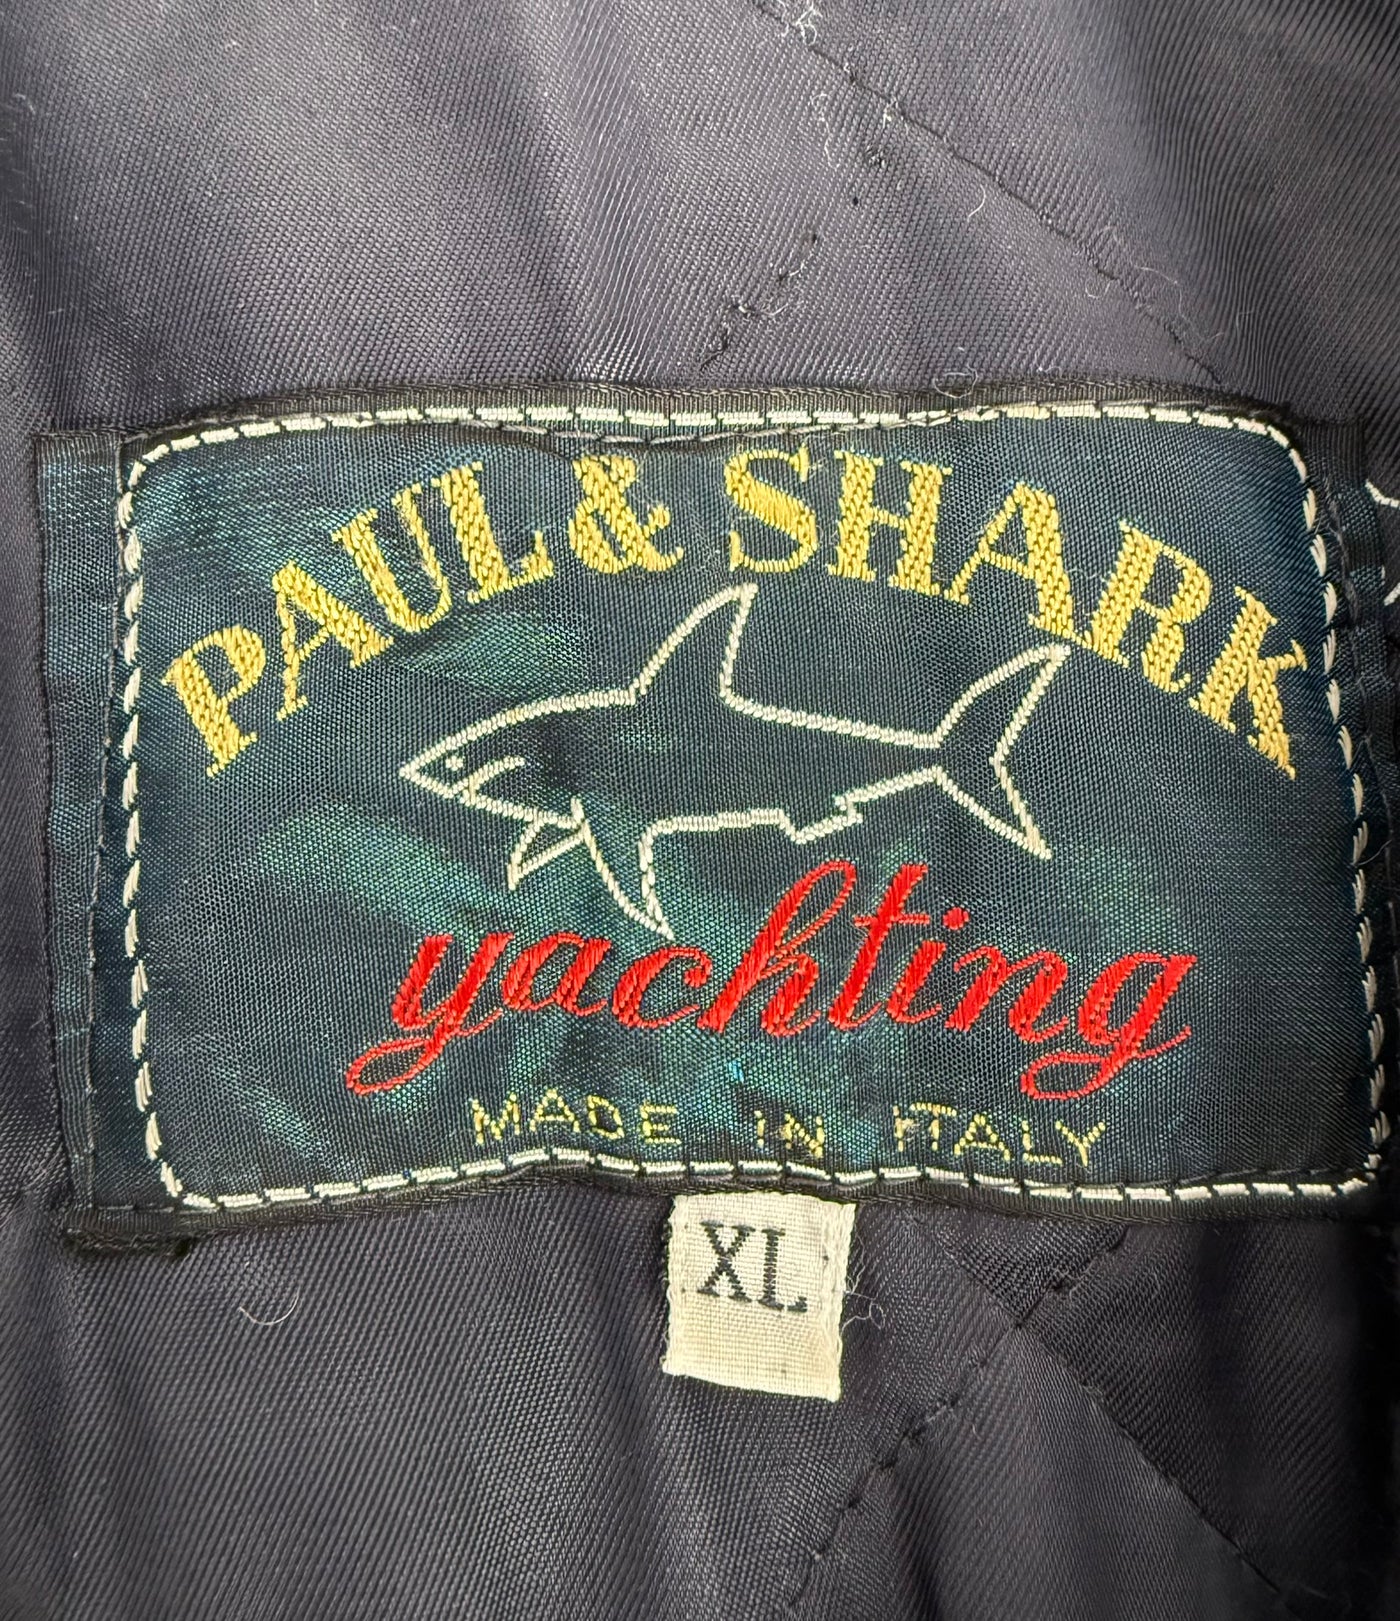 PAUL & SHARK
yachting
MADE IN ITALY
XL